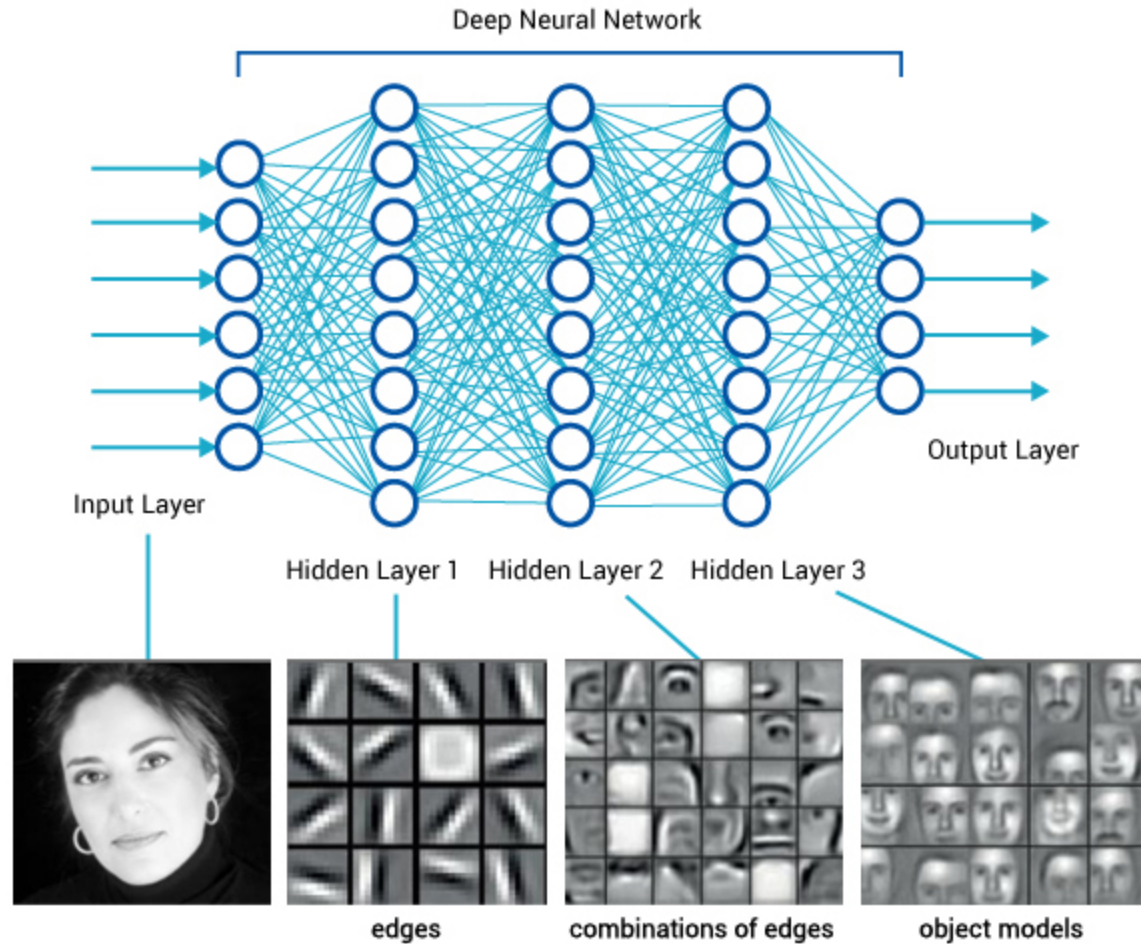 Deep Neural Network
Output Layer
Input Layer
Hidden Layer 1
Hidden Layer 2
Hidden Layer 3
edges
combinations of edges
object models